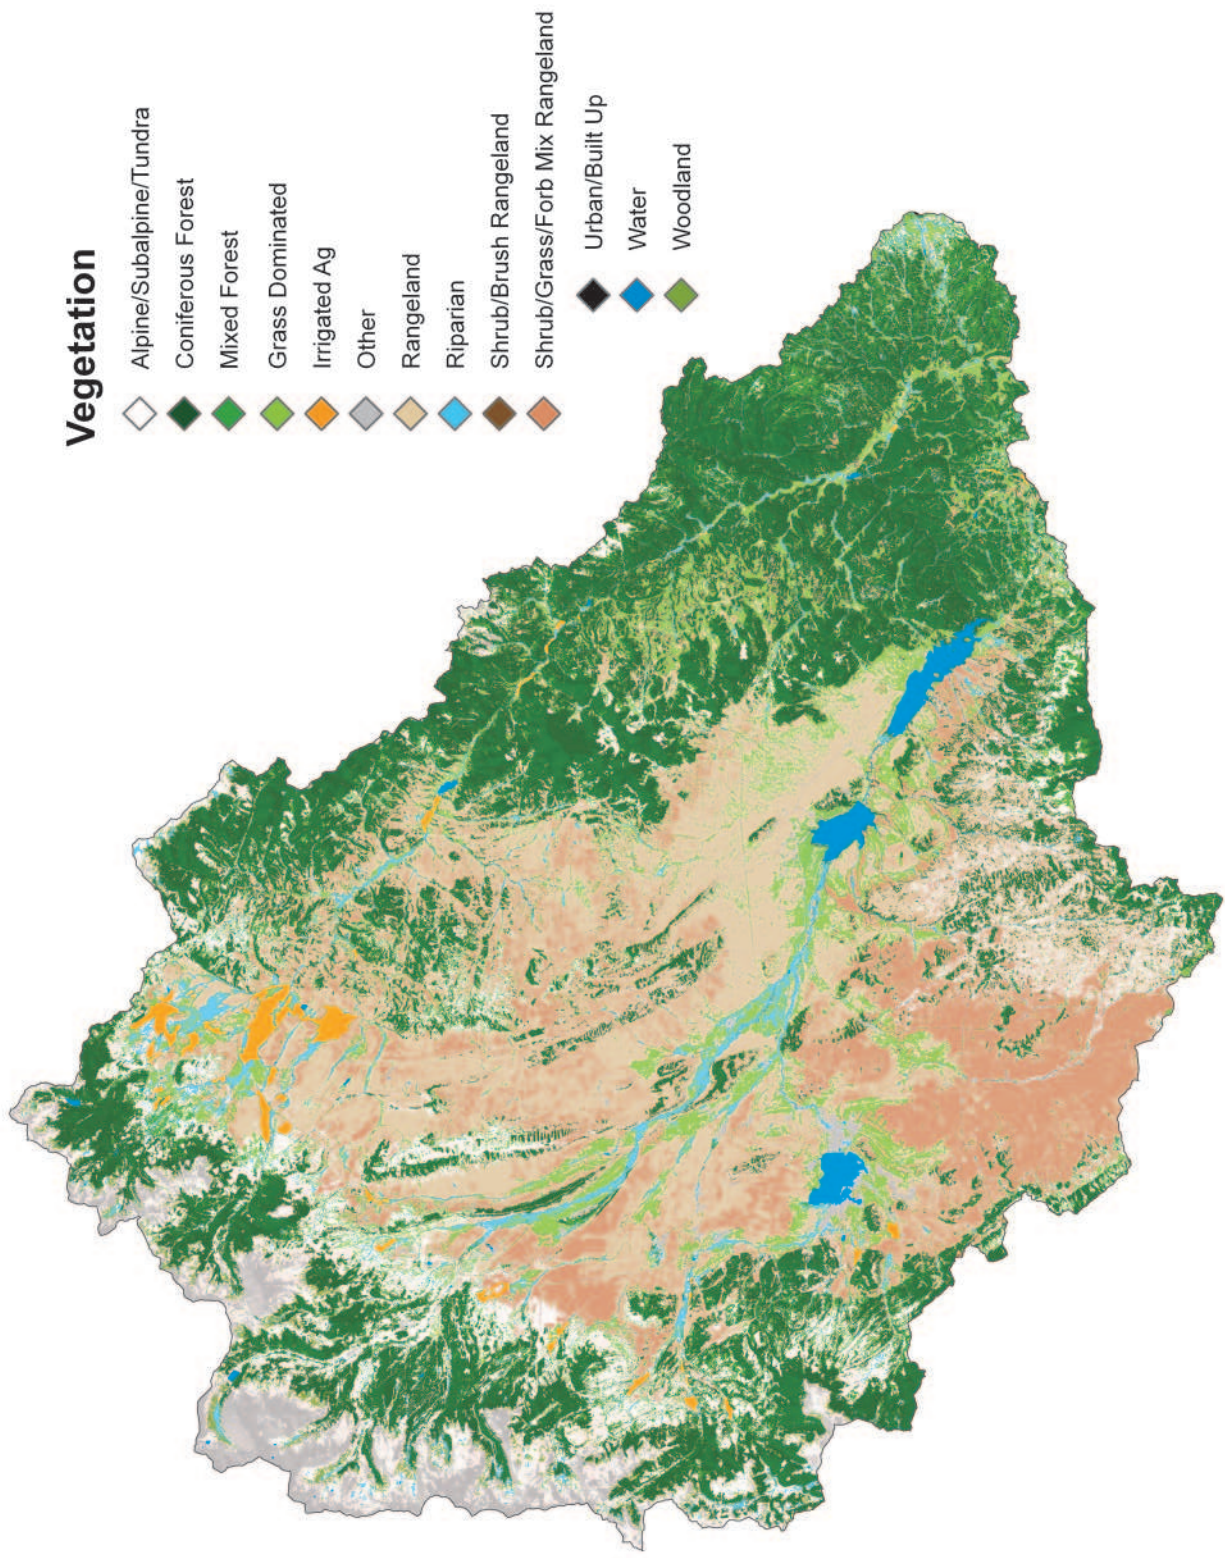 Vegetation
Alpine/Subalpine/Tundra
Coniferous Forest
Mixed Forest
Grass Dominated
Irrigated Ag
Other
Rangeland
Riparian
Shrub/Brush Rangeland
Shrub/Grass/Forb Mix Rangeland
Urban/Built Up
Water
Woodland